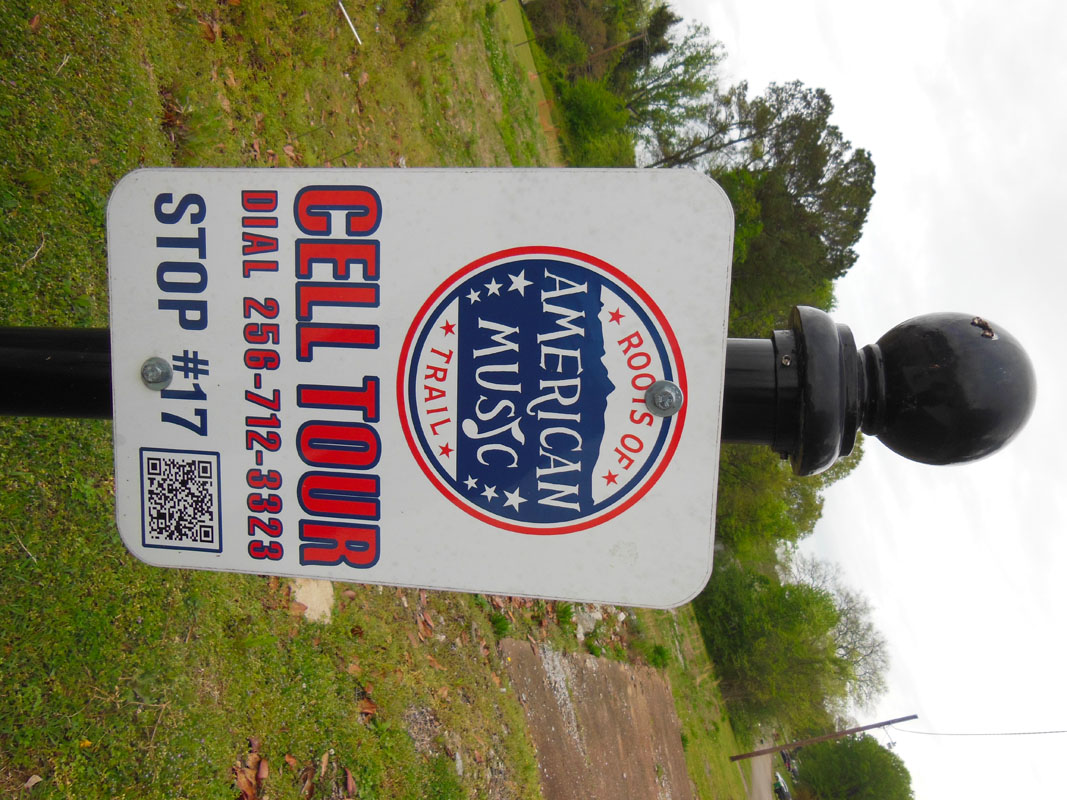 ROOTS OF
AMERICAN
MUSIC
TRAIL
CELL TOUR
DIAL 256-712-3323
STOP #17